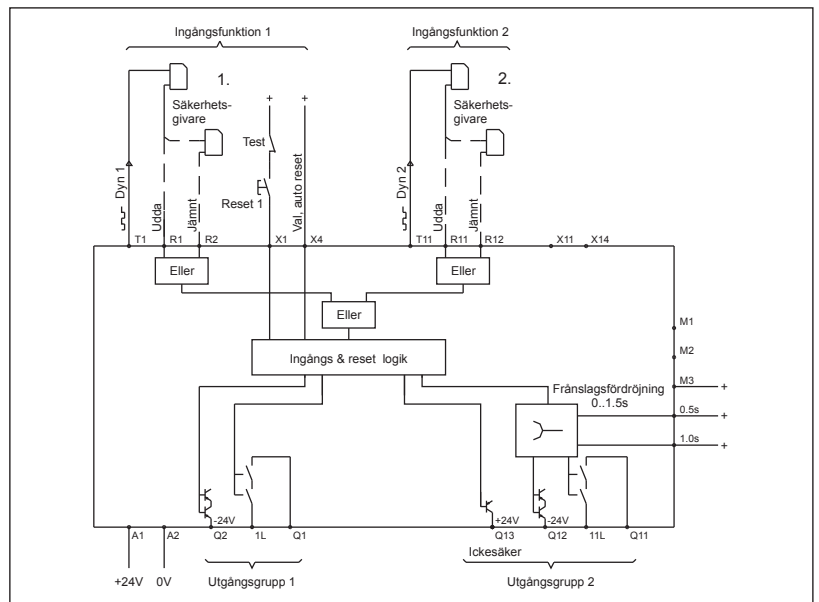 Ingångsfunktion 1
Ingångsfunktion 2
1.
2.
Säkerhets-
givare
+
+
Säkerhets-
givare
Test
Dyn 1
Udda
Jämnt
Reset 1
Val, auto reset
Dyn 2
Udda
Jämnt
T1
R1
R2
X1
X4
T11
R11
R12
X11
X14
Eller
Eller
Eller
M1
Ingångs & reset logik
M2
Frånslagsfördröjning
0..1.5s
M3
+
0.5s
+
1.0s
+
-24V
+24V
-24V
A1
A2
Q2
1L
Q1
Q13
Q12
11L
Q11
Ickesäker
+24V
0V
Utgångsgrupp 1
Utgångsgrupp 2